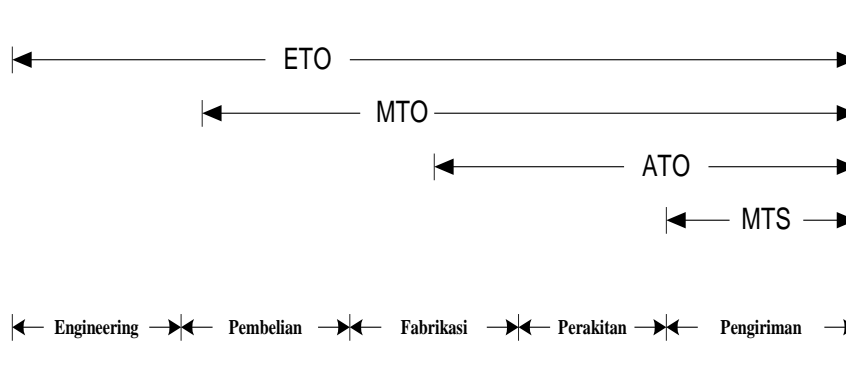 ETO
MTO
ATO
MTS
Engineering Pembelian Fabrikasi Perakitan Pengiriman